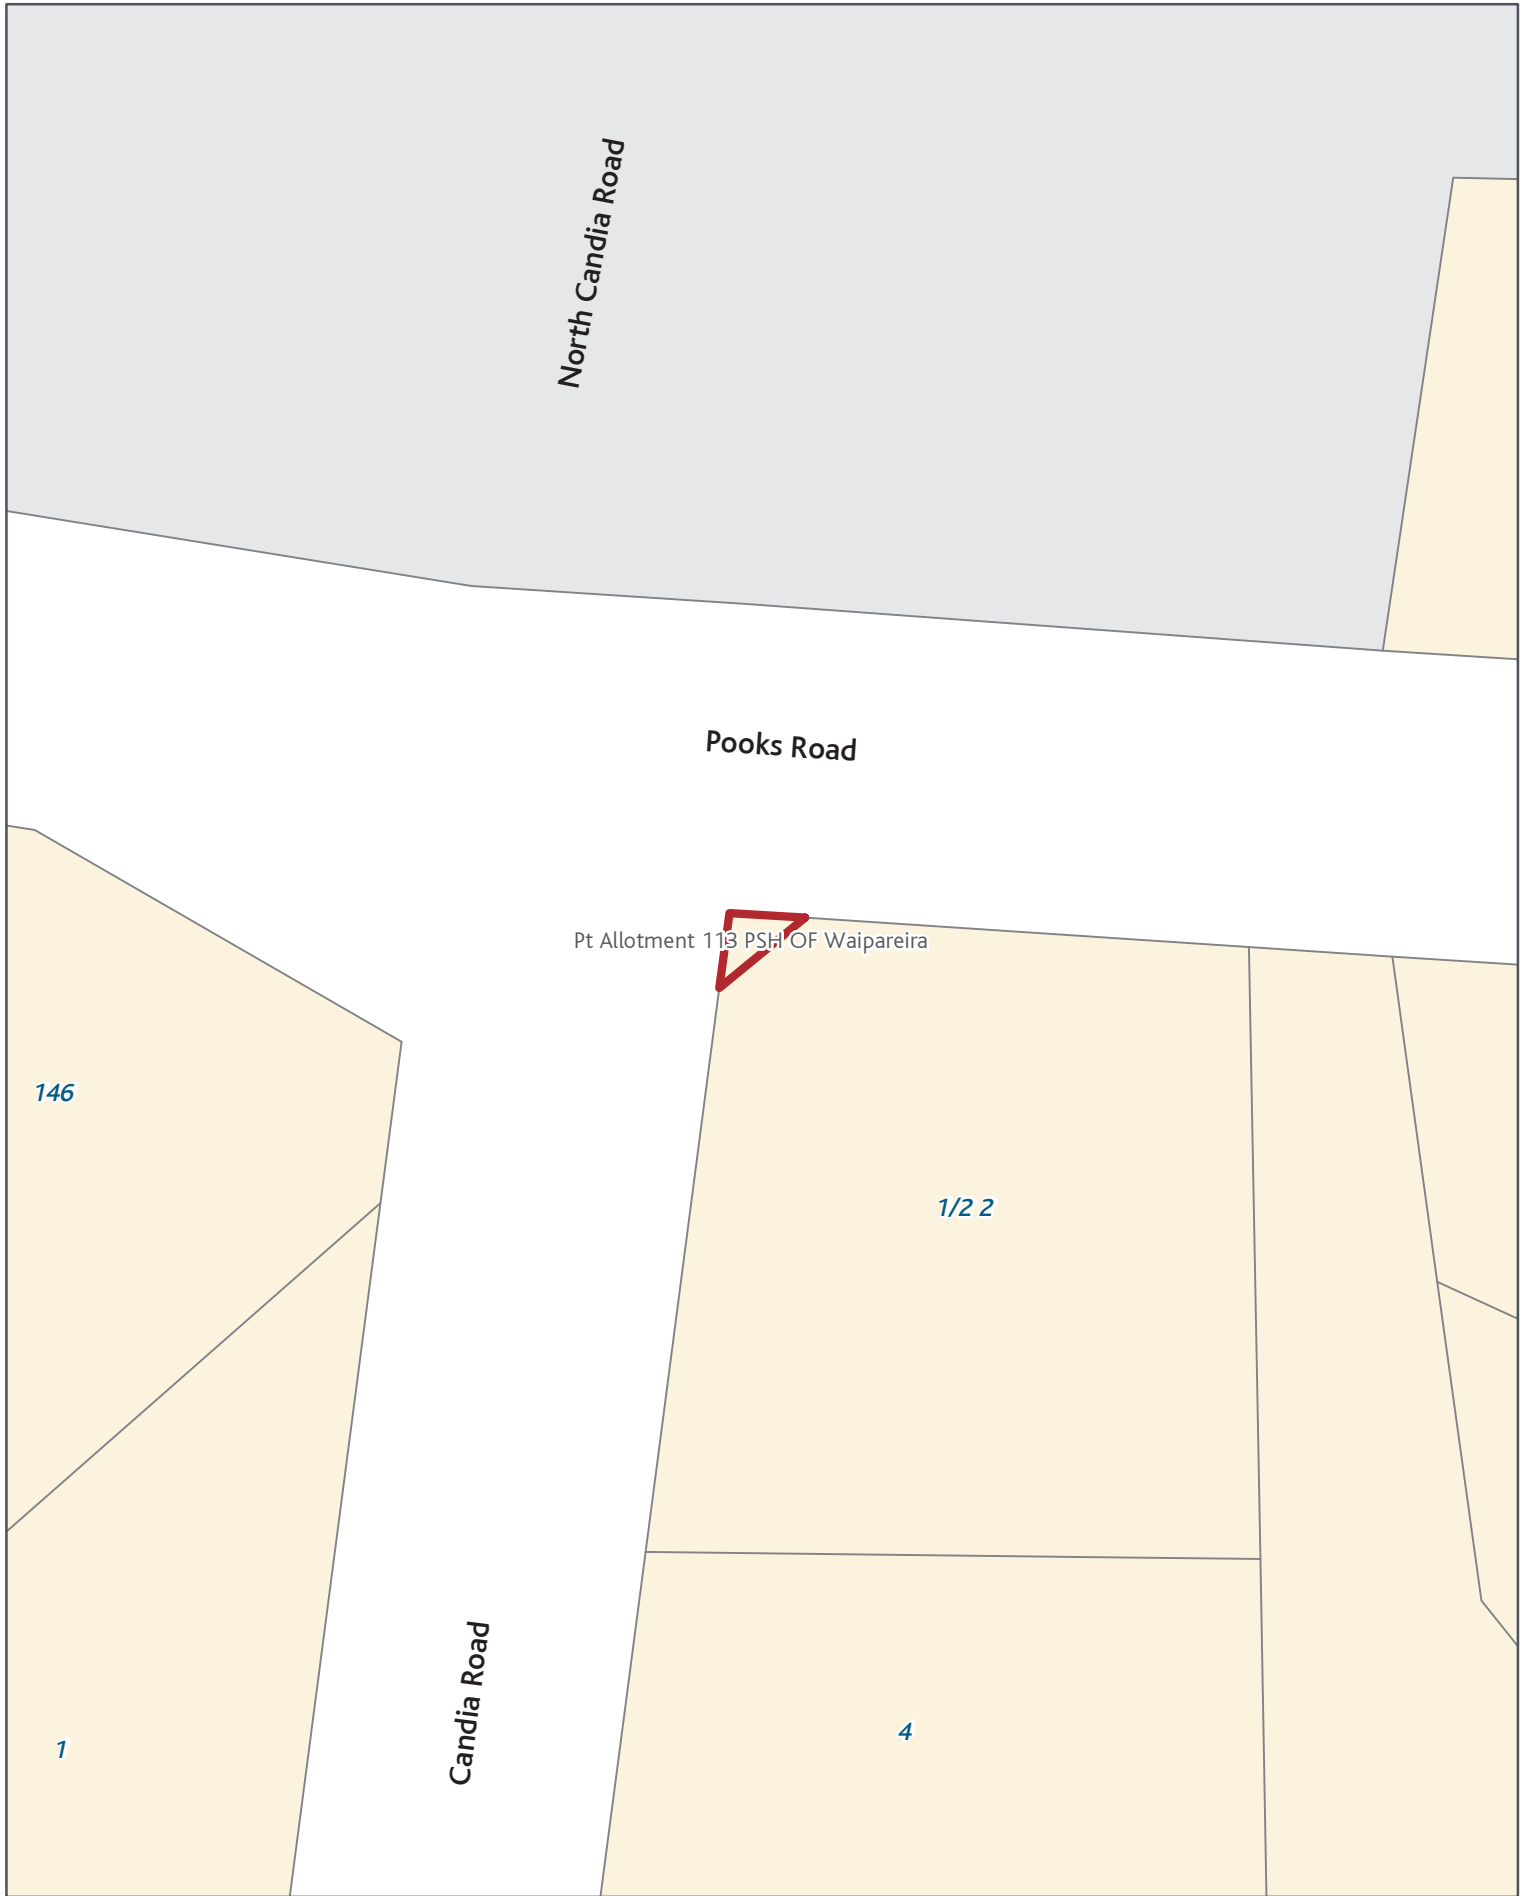 North Candia Road
Pooks Road
Pt Allotment 113 PSH OF Waipareira
146
1/2 2
Candia Road
4
1